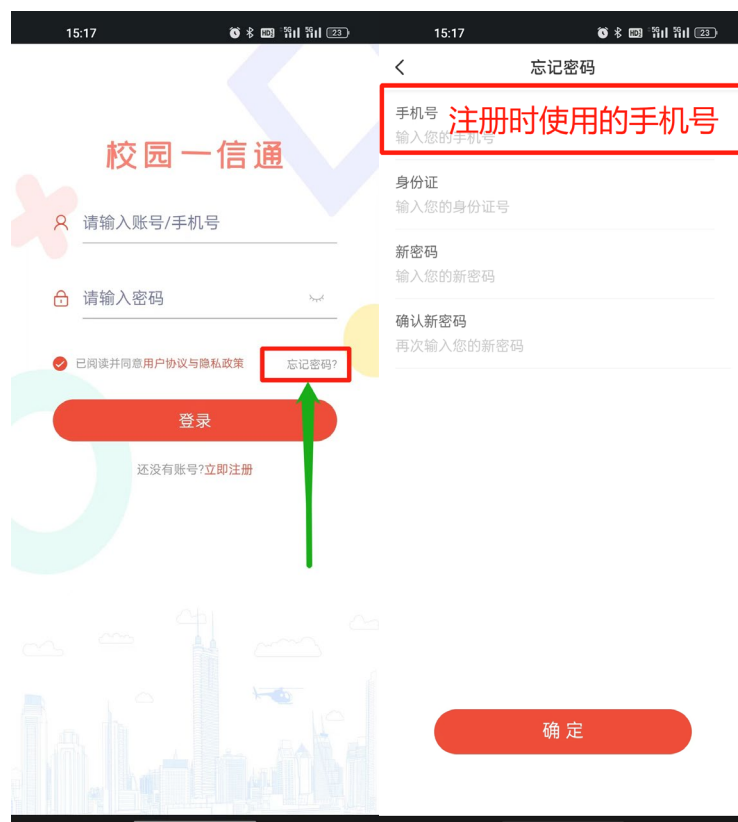 15:17
HD 5G 5G 23
校园一信通
请输入账号/手机号
请输入密码
已阅读并同意用户协议与隐私政策 忘记密码?
登录
还没有账号?立即注册
15:17
HD 5G 5G 23
忘记密码
手机号
注册时使用的手机号
输入您的手机号
身份证
输入您的身份证号
新密码
输入您的新密码
确认新密码
再次输入您的新密码
确定